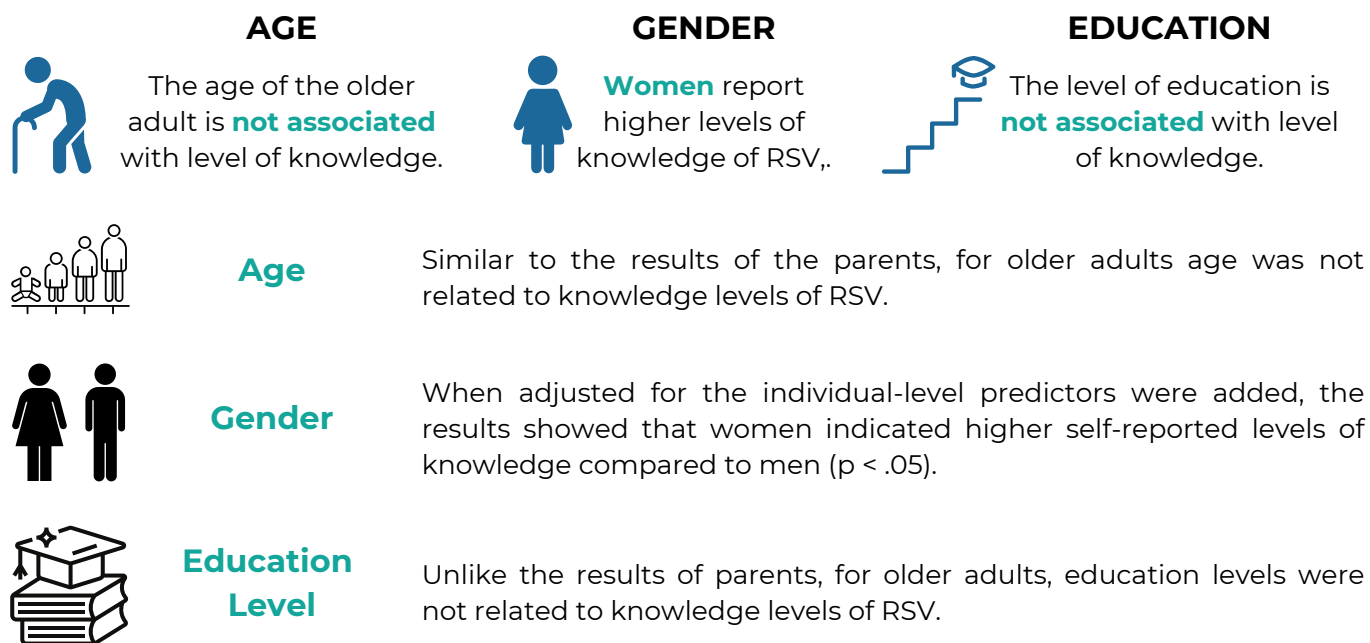 AGE
The age of the older
adult is not associated
with level of knowledge.
GENDER
Women report
higher levels of
knowledge of RSV,.
EDUCATION
The level of education is
not associated with level
of knowledge.
Age
Similar to the results of the parents, for older adults age was not
related to knowledge levels of RSV.
Gender
When adjusted for the individual-level predictors were added, the
results showed that women indicated higher self-reported levels of
knowledge compared to men (p < .05).
Education
Level
Unlike the results of parents, for older adults, education levels were
not related to knowledge levels of RSV.